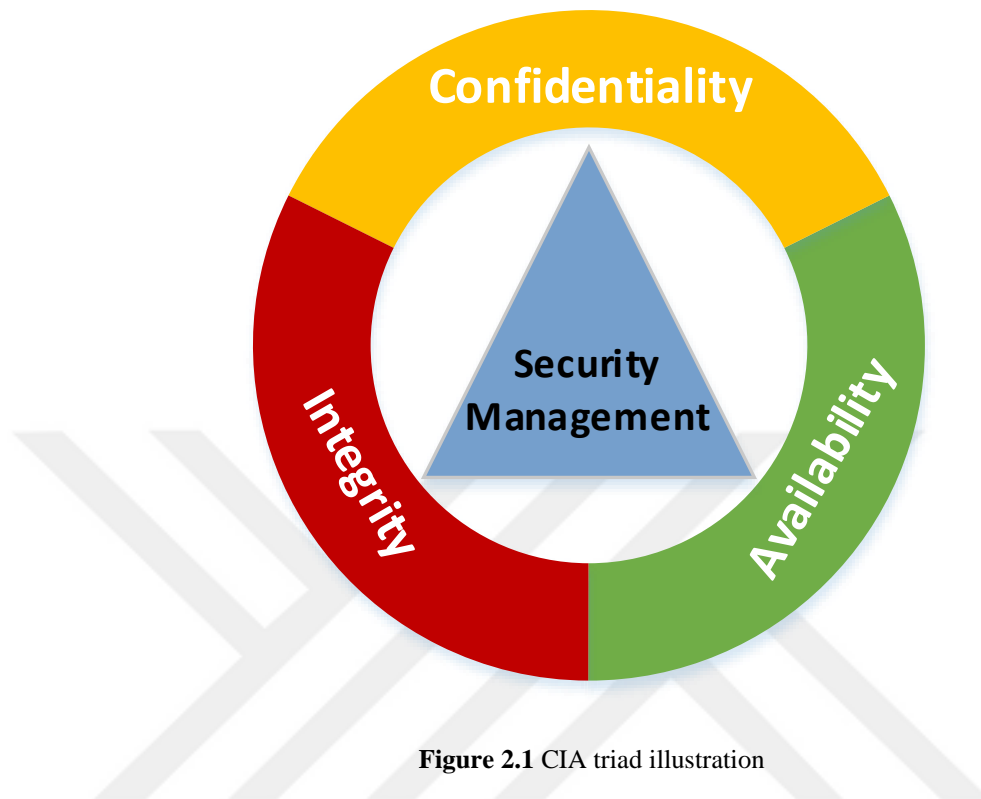 Confidentiality
Security
Management
Integrity
Availability
Figure 2.1 CIA triad illustration